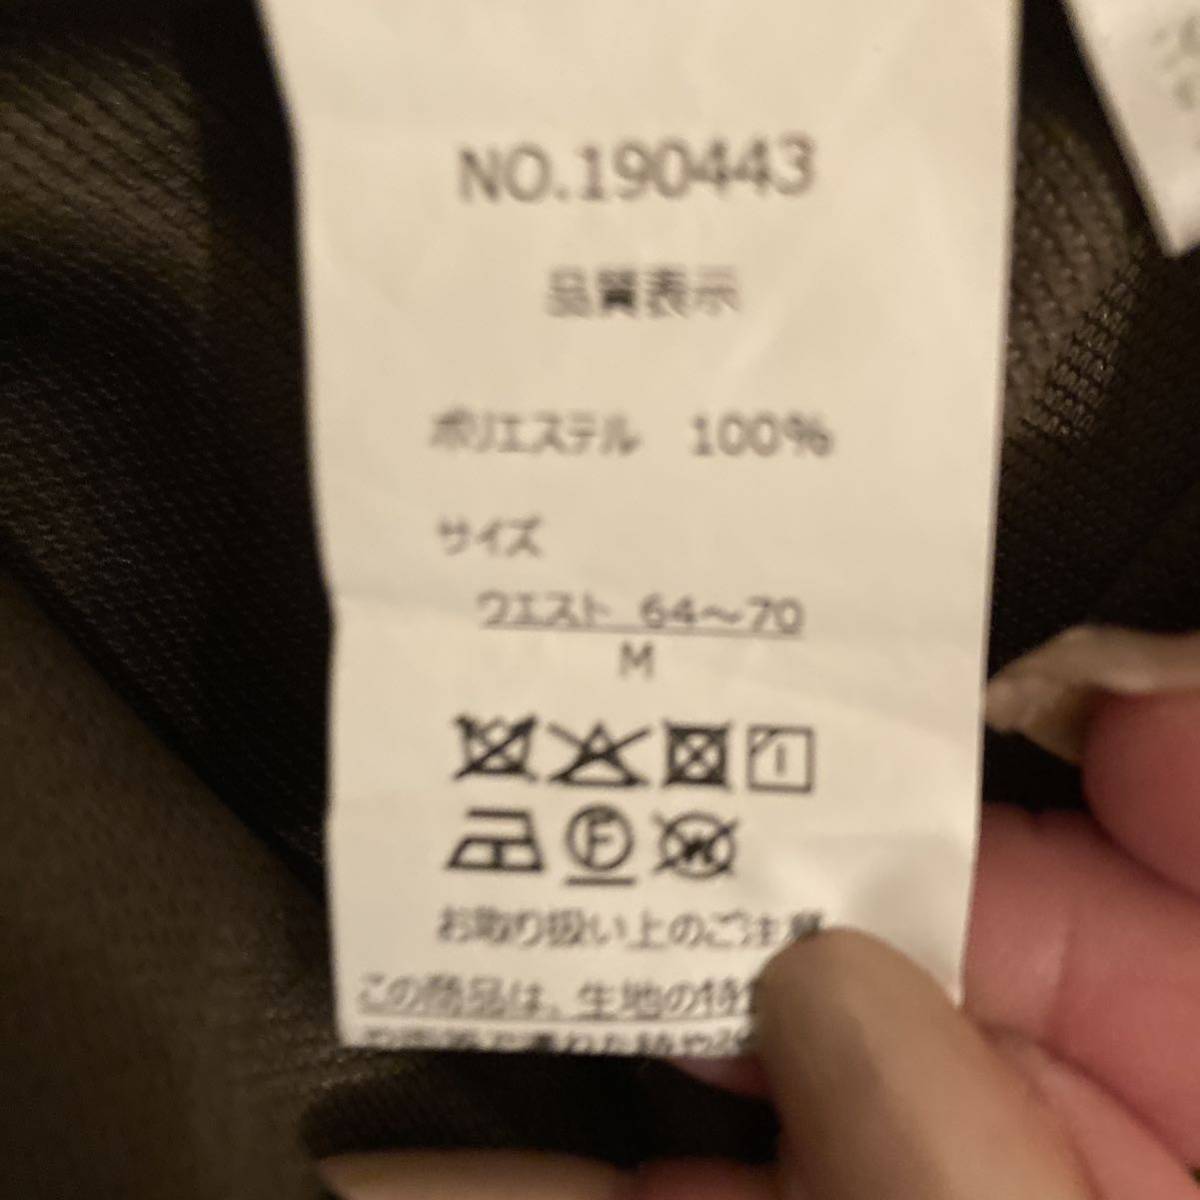 NO.190443
品質表示
ポリエステル 100%
サイズ
ウエスト 64～70
M
F
W
お取り扱い上のご注意
この商品は、生地の特